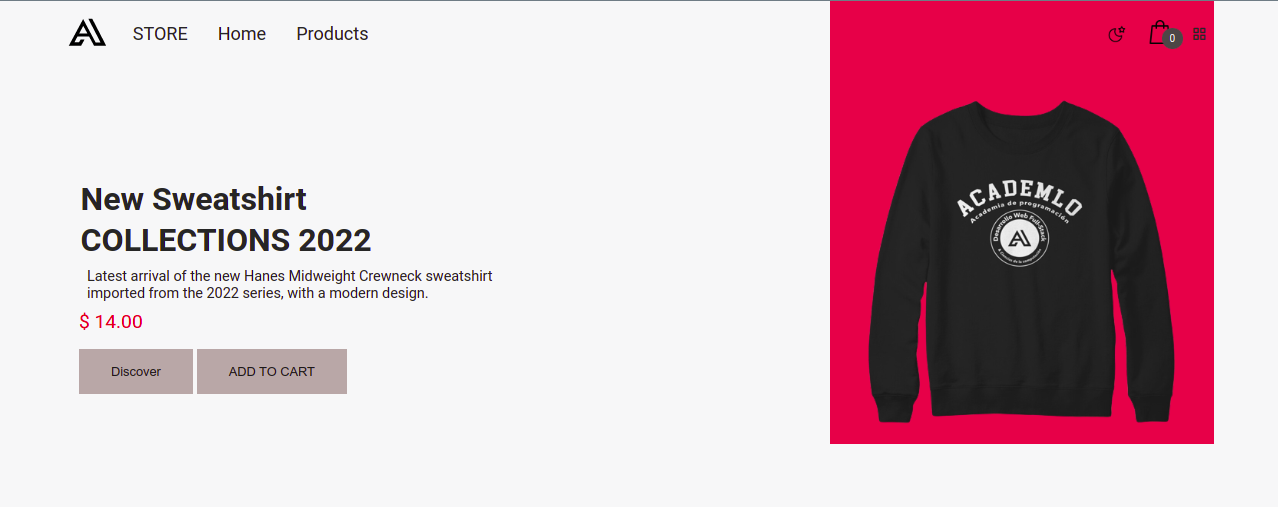 STORE Home Products
0
New Sweatshirt
COLLECTIONS 2022
Latest arrival of the new Hanes Midweight Crewneck sweatshirt
imported from the 2022 series, with a modern design.
$ 14.00
Discover ADD TO CART
ACADEMLO
Academia de programación
Desarrollo Web Full-Stack